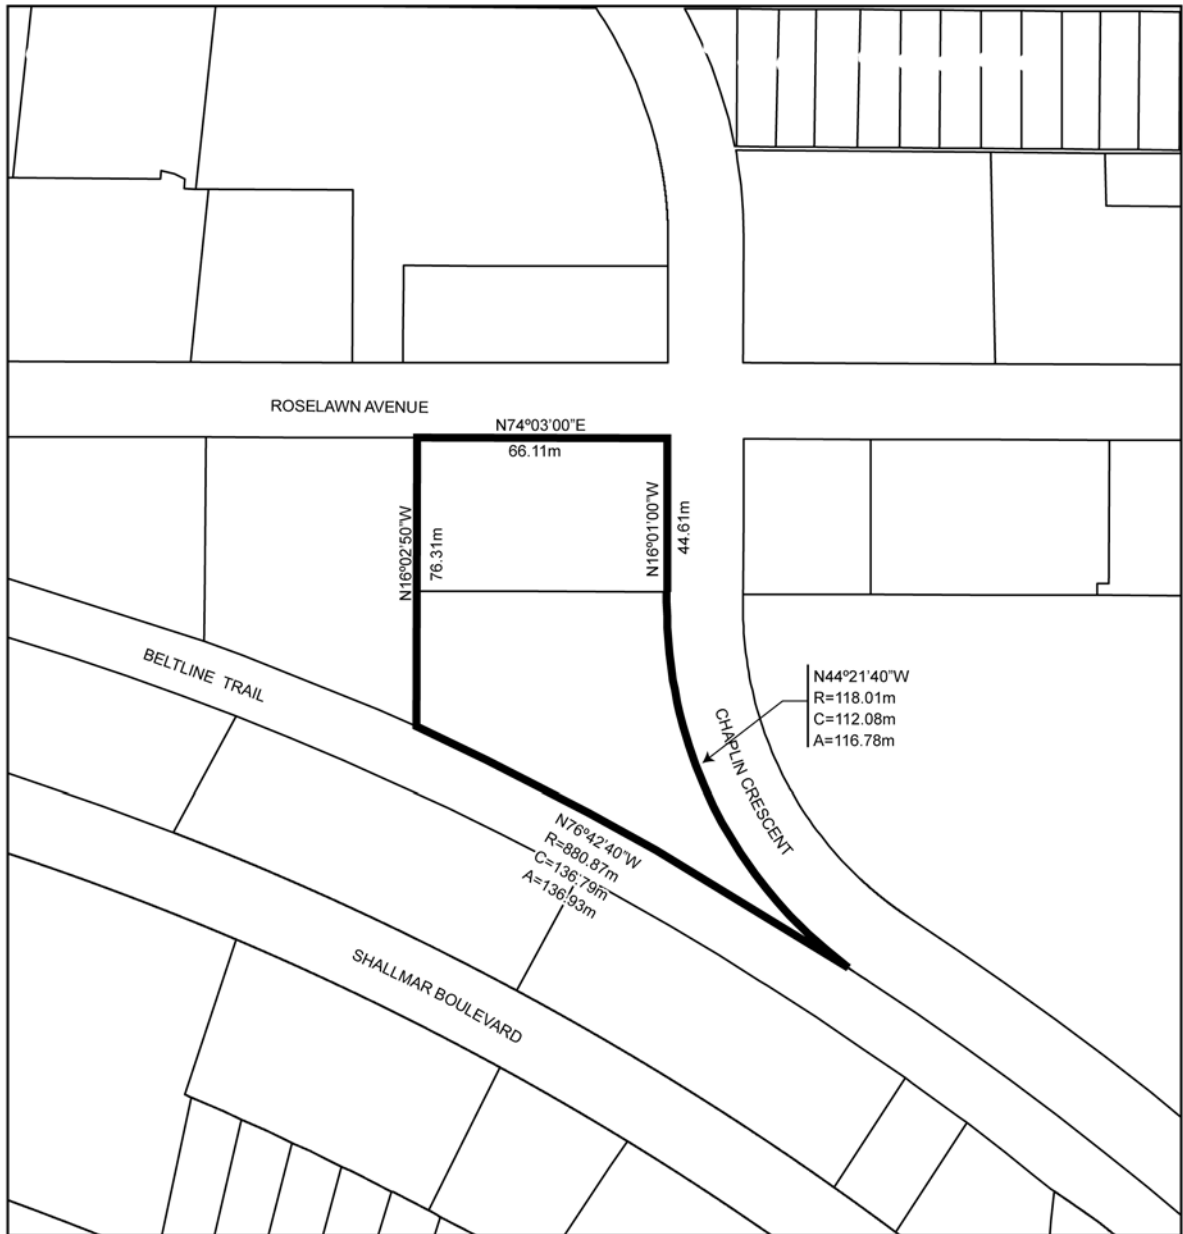 ROSELAWN AVENUE
N74º03'00"E
66.11m
N16º02'50"W
76.31m
N16º01'00"W
44.61m
BELTLINE TRAIL
N44º21'40"W
R=118.01m
C=112.08m
A=116.78m
CHAPLIN CRESCENT
N76º42'40"W
R=880.87m
C=136.79m
A=136.93m
SHALLMAR BOULEVARD